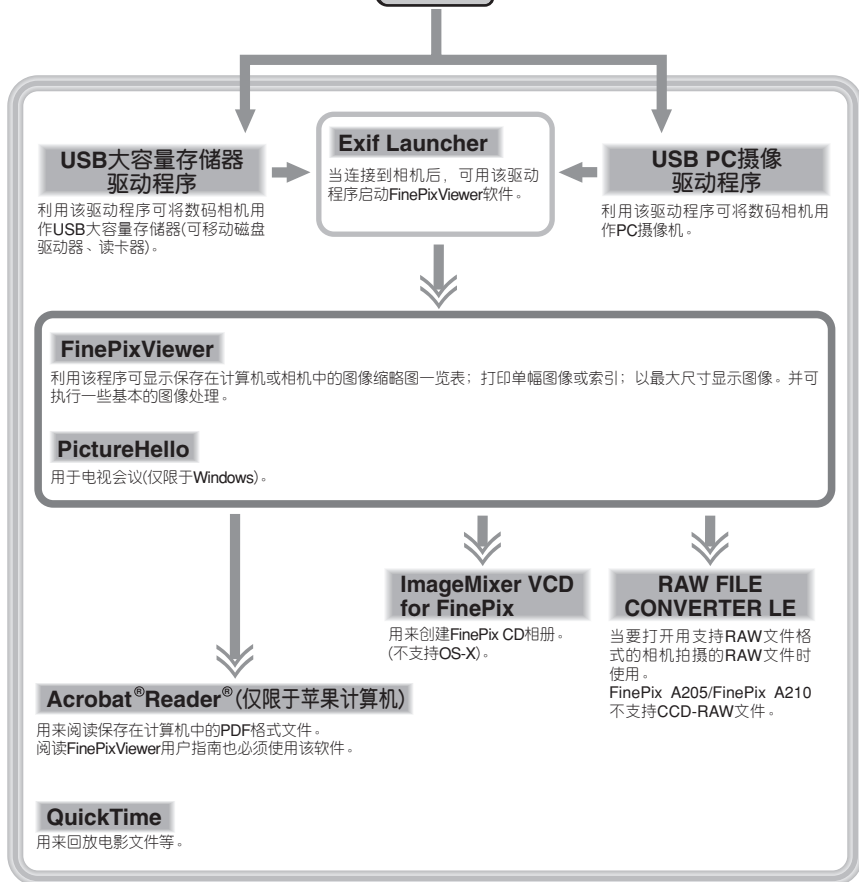 USB大容量存储器
驱动程序
利用该驱动程序可将数码相机用
作USB大容量存储器(可移动磁盘
驱动器、读卡器)。
Exif Launcher
当连接到相机后，可用该驱动
程序启动FinePixViewer软件。
USB PC摄像
驱动程序
利用该驱动程序可将数码相机用
作PC摄像机。
FinePixViewer
利用该程序可显示保存在计算机或相机中的图像缩略图一览表；打印单幅图像或索引；以最大尺寸显示图像。并可
执行一些基本的图像处理。
PictureHello
用于电视会议(仅限于Windows)。
ImageMixer VCD
for FinePix
用来创建FinePix CD相册。
(不支持OS-X)。
RAW FILE
CONVERTER LE
当要打开用支持RAW文件格
式的相机拍摄的RAW文件时
使用。
FinePix A205/FinePix A210
不支持CCD-RAW文件。
Acrobat®Reader®(仅限于苹果计算机)
用来阅读保存在计算机中的PDF格式文件。
阅读FinePixViewer用户指南也必须使用该软件。
QuickTime
用来回放电影文件等。